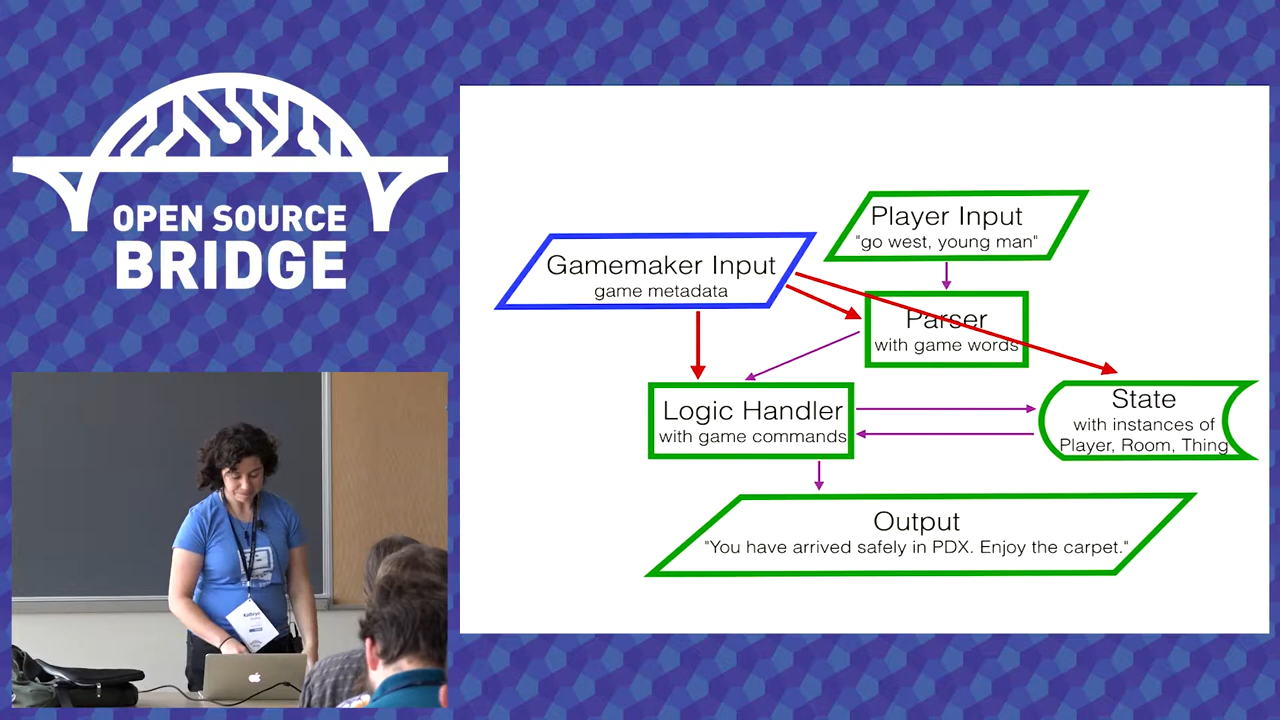 OPEN SOURCE
BRIDGE
Player Input
"go west, young man"
Gamemaker Input
game metadata
Parser
with game words
Logic Handler
with game commands
State
with instances of
Player, Room, Thing
Output
"You have arrived safely in PDX. Enjoy the carpet."